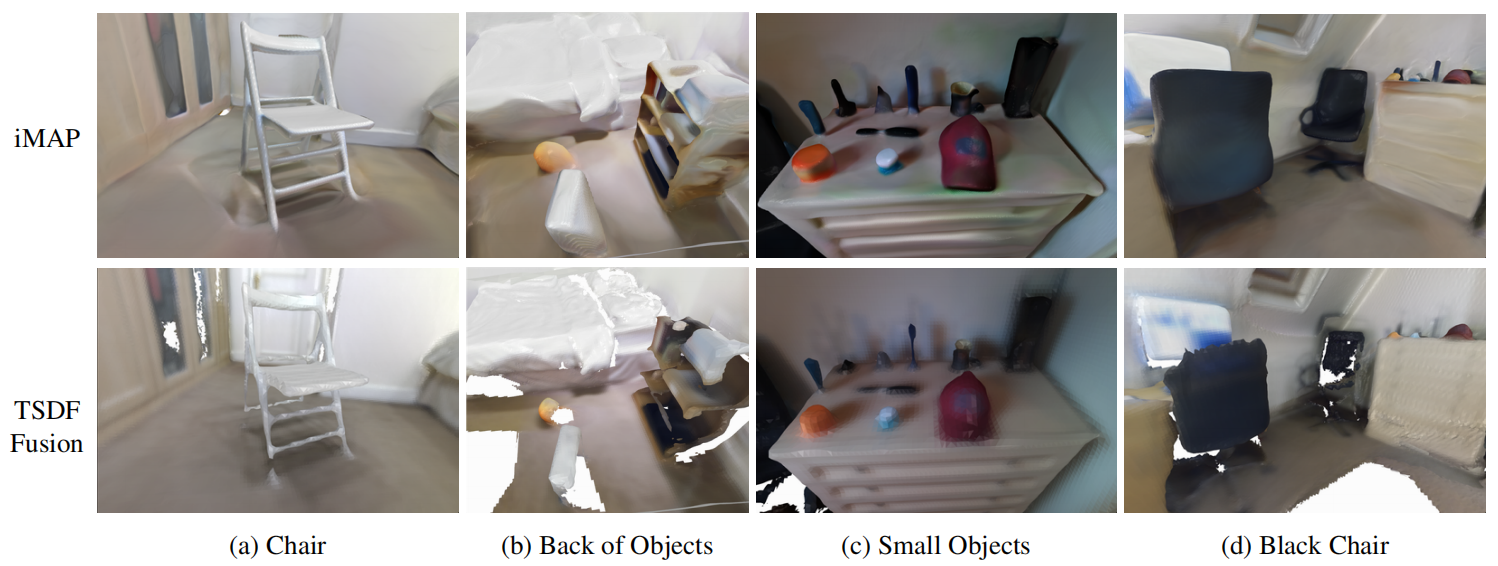 iMAP
TSDF
Fusion
(a) Chair
(b) Back of Objects
(c) Small Objects
(d) Black Chair